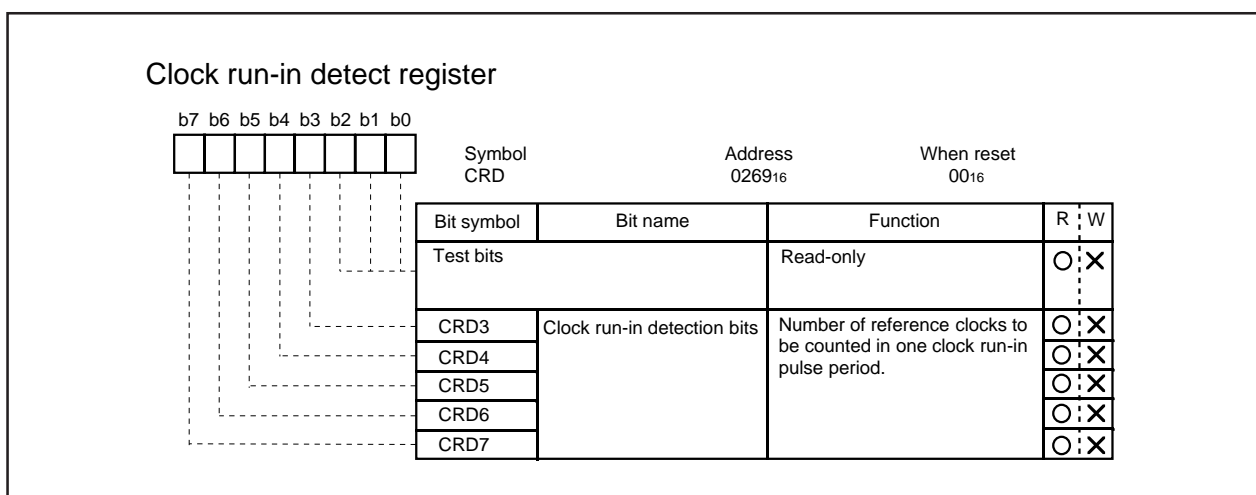 Clock run-in detect register
b7 b6 b5 b4 b3 b2 b1 b0
Symbol Address When reset
CRD 026916 0016
Bit symbol Bit name Function R W
Test bits Read-only
CRD3 Clock run-in detection bits Number of reference clocks to
be counted in one clock run-in
CRD4
pulse period.
CRD5
CRD6
CRD7